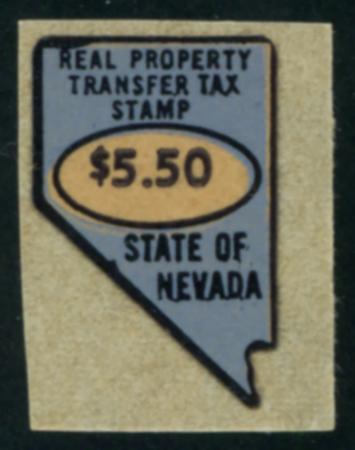 REAL PROPERTY
TRANSFER TAX
STAMP
$5.50
STATE OF
NEVADA